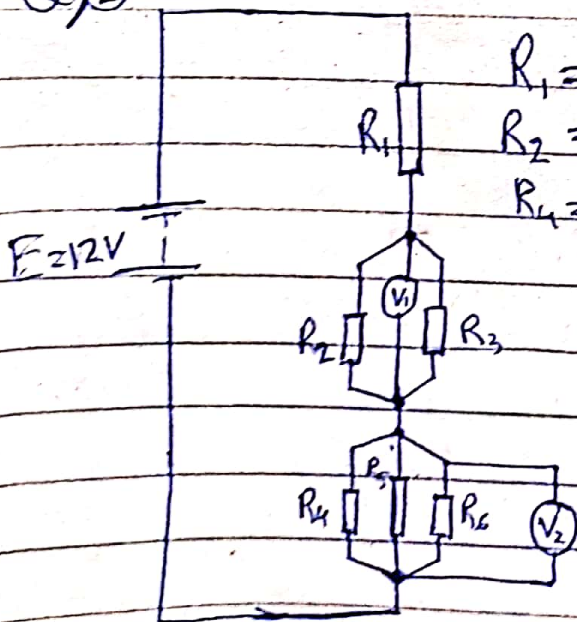 R₁ =
R₁
R₂ =
R₄ =
E=12V
V₁
R₂
R₃
R₅
R₄
R₆
V₂